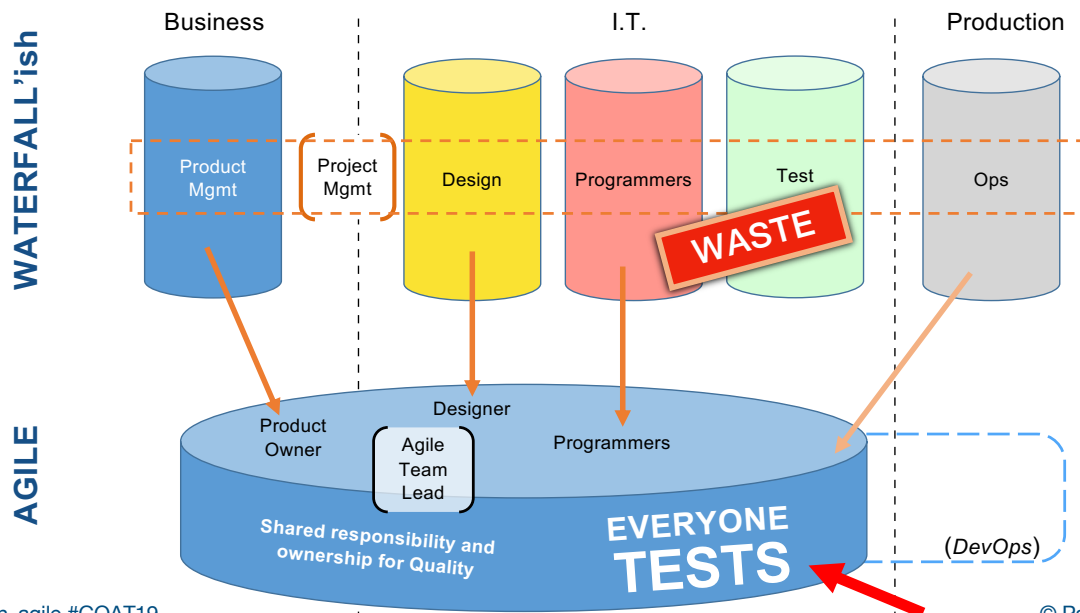 Business
I.T.
Production
WATERFALL'ish
Product
Mgmt
Project
Mgmt
Design
Programmers
Test
Ops
WASTE
AGILE
Product
Owner
Designer
Agile
Team
Lead
Programmers
Shared responsibility and
ownership for Quality
EVERYONE
TESTS
(DevOps)
agile #COAT19
©